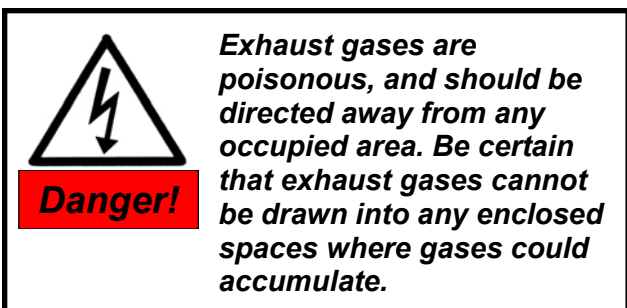 Danger!
Exhaust gases are
poisonous, and should be
directed away from any
occupied area. Be certain
that exhaust gases cannot
be drawn into any enclosed
spaces where gases could
accumulate.